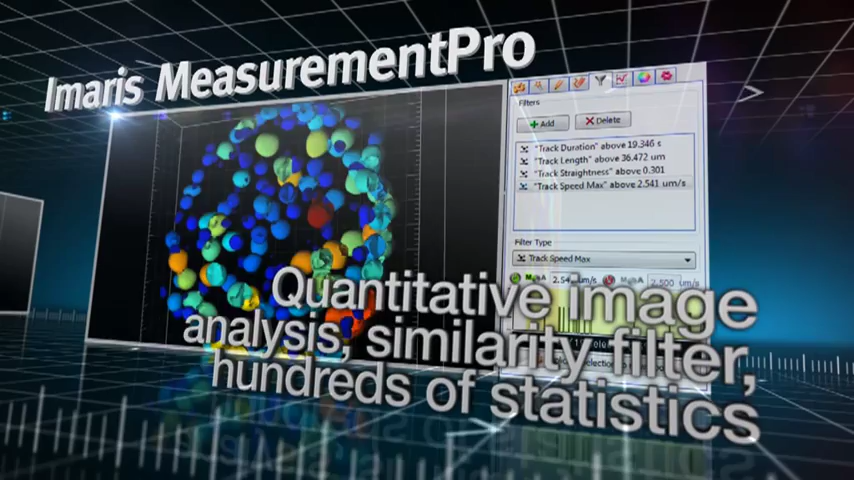 Imaris MeasurementPro
Filters
Add
Delete
"Track Duration" above 19.346 s
"Track Length" above 36.472 um
"Track Straightness" above 0.301
"Track Speed Max" above 2.541 um/s
Filter Type
Track Speed Max
Quantitative image
analysis, similarity filter,
hundreds of statistics